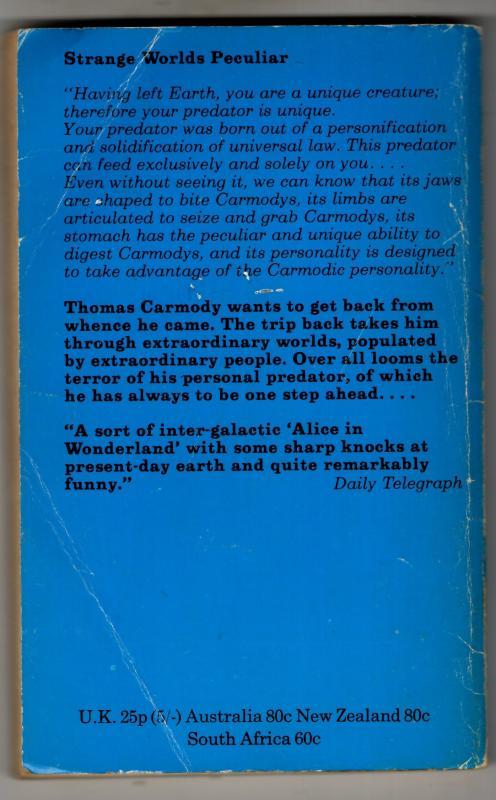 Strange Worlds Peculiar
"Having left Earth, you are a unique creature;
therefore your predator is unique.
Your predator was born out of a personification
and solidification of universal law. This predator
can feed exclusively and solely on you. . . .
Even without seeing it, we can know that its jaws
are shaped to bite Carmodys, its limbs are
articulated to seize and grab Carmodys, its
stomach has the peculiar and unique ability to
digest Carmodys, and its personality is designed
to take advantage of the Carmodic personality."
Thomas Carmody wants to get back from
whence he came. The trip back takes him
through extraordinary worlds, populated
by extraordinary people. Over all looms the
terror of his personal predator, of which
he has always to be one step ahead. . . .
"A sort of inter-galactic 'Alice in
Wonderland' with some sharp knocks at
present-day earth and quite remarkably
funny." Daily Telegraph
U.K. 25p (5/-) Australia 80c New Zealand 80c
South Africa 60c